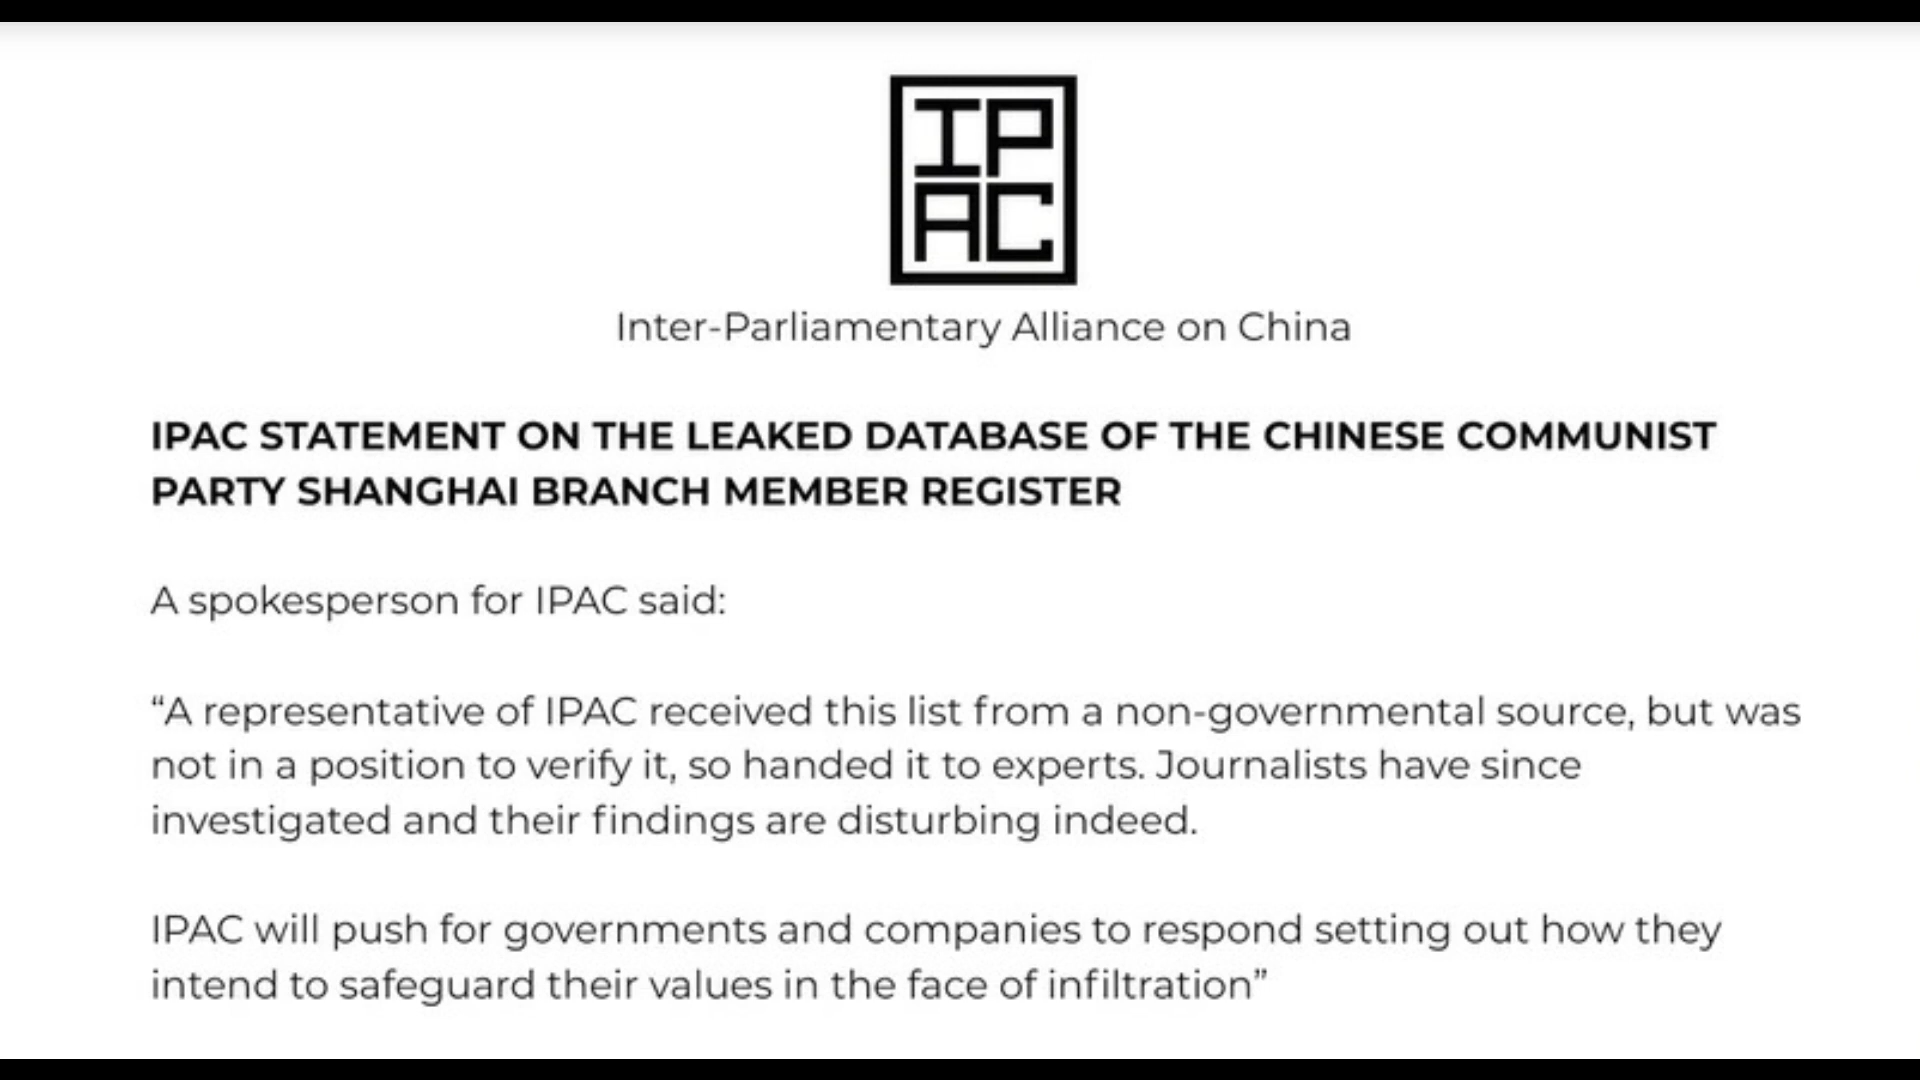 IP
AC
Inter-Parliamentary Alliance on China
IPAC STATEMENT ON THE LEAKED DATABASE OF THE CHINESE COMMUNIST
PARTY SHANGHAI BRANCH MEMBER REGISTER
A spokesperson for IPAC said:
“A representative of IPAC received this list from a non-governmental source, but was
not in a position to verify it, so handed it to experts. Journalists have since
investigated and their findings are disturbing indeed.
IPAC will push for governments and companies to respond setting out how they
intend to safeguard their values in the face of infiltration”